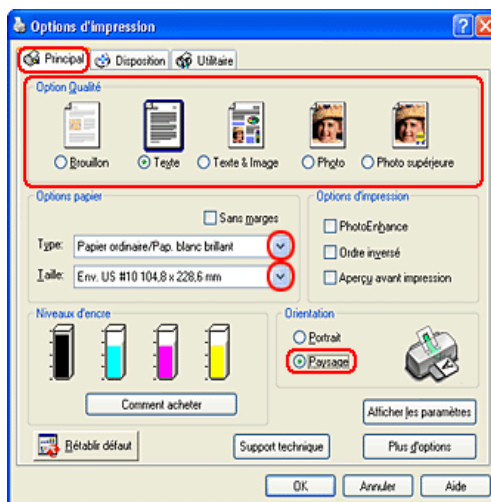 Options d'impression
Principal Disposition Utilitaire
Option Qualité
Brouillon Texte Texte & Image Photo Photo supérieure
Options papier
Sans marges
Type: Papier ordinaire/Pap. blanc brillant
Taille: Env. US #10 104,8 x 228,6 mm
Options d'impression
PhotoEnhance
Ordre inversé
Aperçu avant impression
Niveaux d'encre
Comment acheter
Orientation
Portrait
Paysage
Afficher les paramètres
Rétablir défaut Support technique Plus d'options
OK Annuler Aide